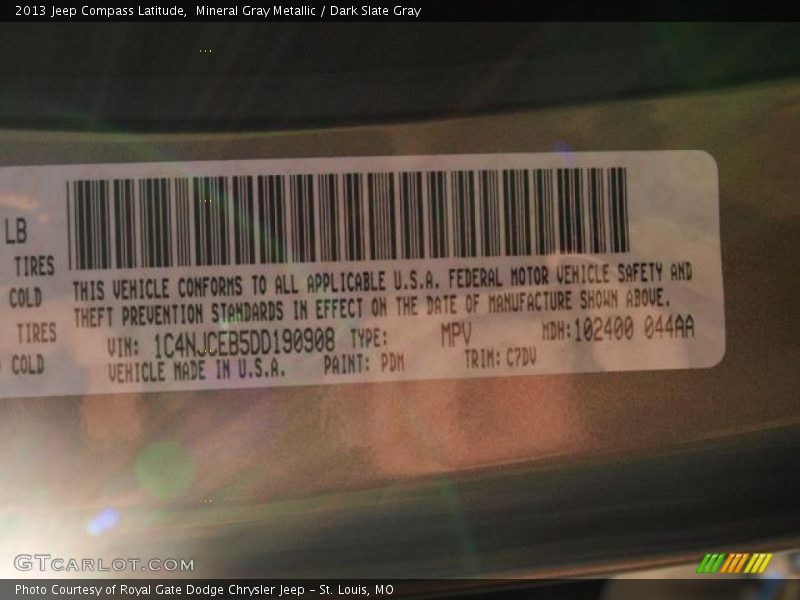 2013 Jeep Compass Latitude,  Mineral Gray Metallic / Dark Slate Gray
LB
TIRES
COLD
TIRES
COLD
THIS VEHICLE CONFORMS TO ALL APPLICABLE U.S.A. FEDERAL MOTOR VEHICLE SAFETY AND
THEFT PREVENTION STANDARDS IN EFFECT ON THE DATE OF MANUFACTURE SHOWN ABOVE.
VIN: 1C4NJCEB5DD190908 TYPE: MPV MDH:102400 044AA
VEHICLE MADE IN U.S.A. PAINT: PDM TRIM: C7DV
GTCARLOT.COM
Photo Courtesy of Royal Gate Dodge Chrysler Jeep - St. Louis, MO